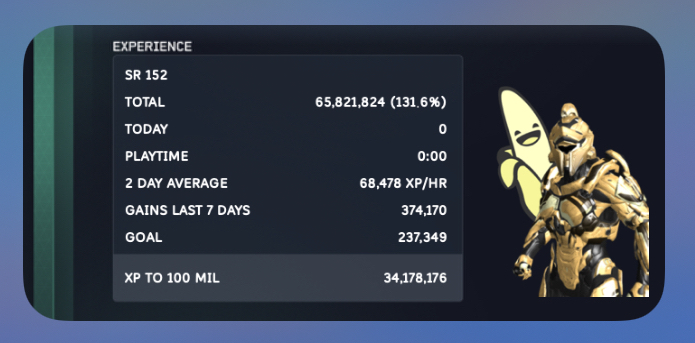 EXPERIENCE
SR 152
TOTAL 65,821,824 (131.6%)
TODAY 0
PLAYTIME 0:00
2 DAY AVERAGE 68,478 XP/HR
GAINS LAST 7 DAYS 374,170
GOAL 237,349
XP TO 100 MIL 34,178,176